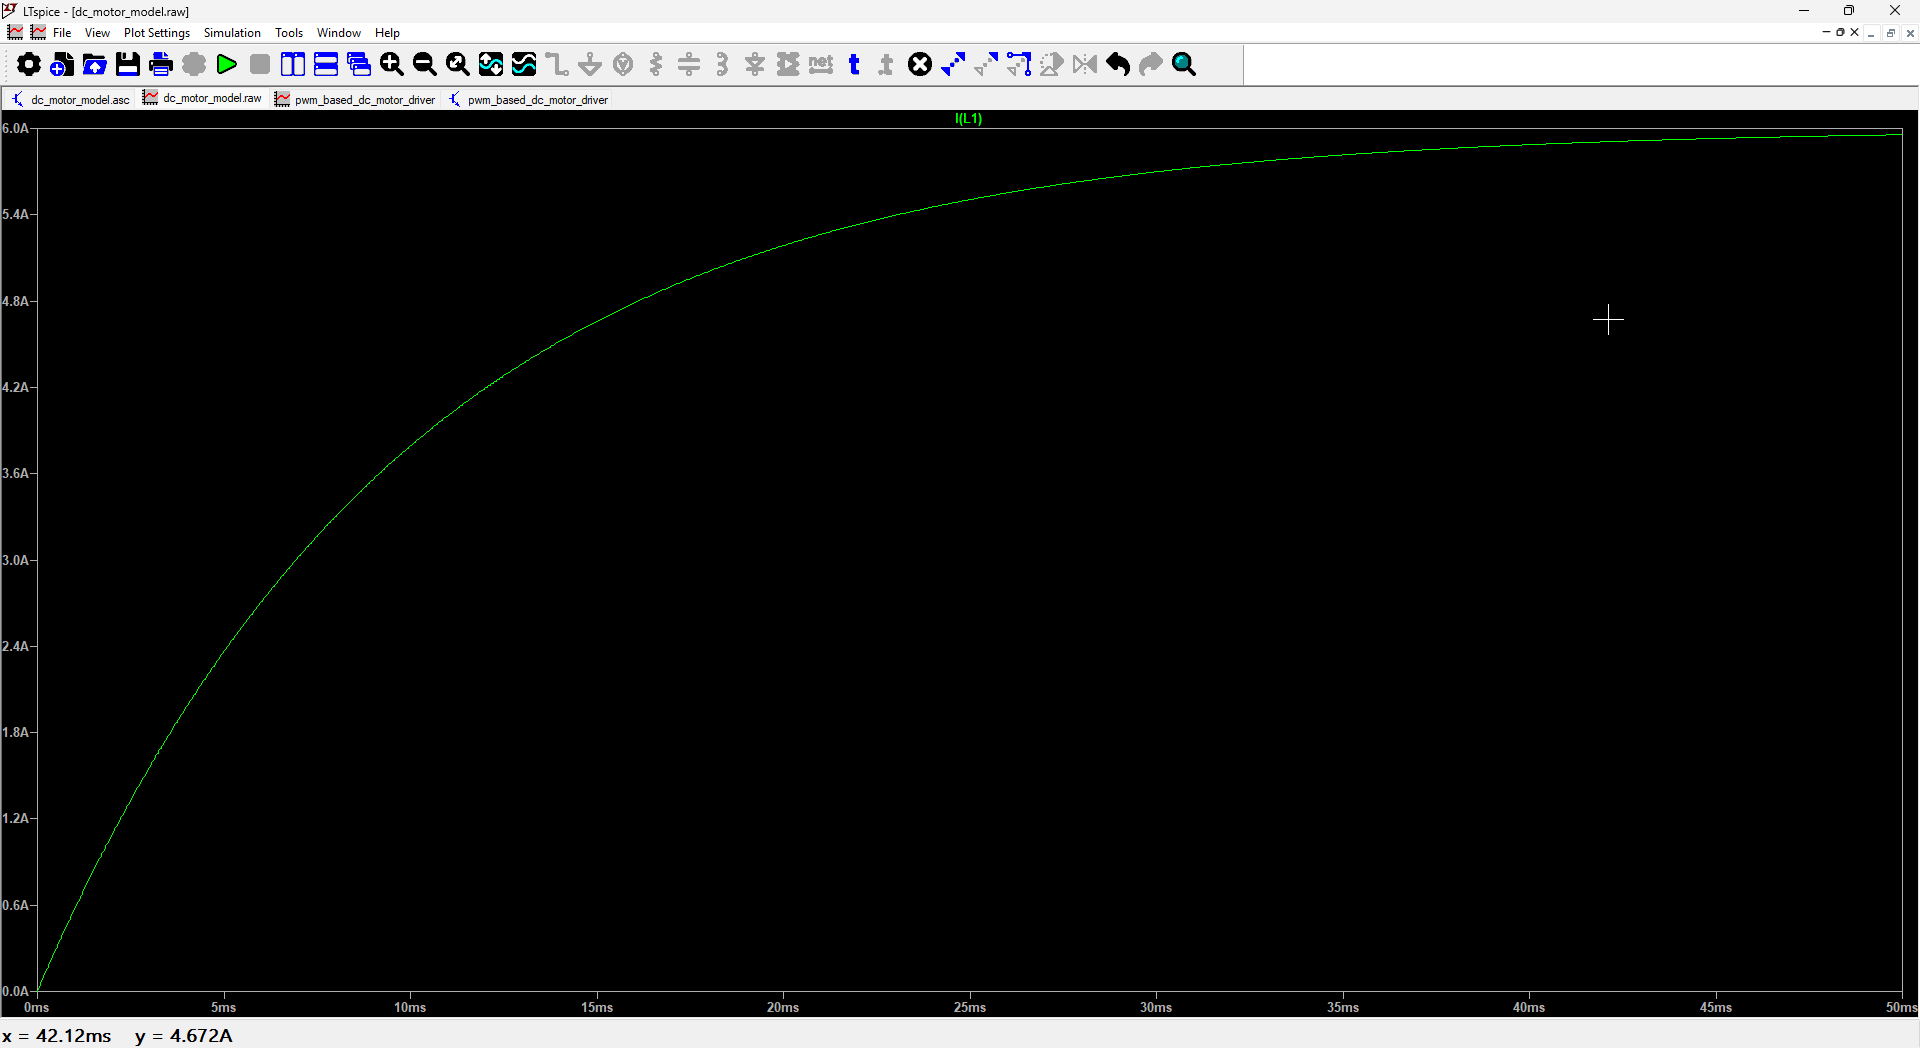 LTspice - [dc_motor_model.raw]
File View Plot Settings Simulation Tools Window Help
net t t
dc_motor_model.asc dc_motor_model.raw pwm_based_dc_motor_driver pwm_based_dc_motor_driver
I(L1)
6.0A
5.4A
4.8A
4.2A
3.6A
3.0A
2.4A
1.8A
1.2A
0.6A
0.0A
0ms 5ms 10ms 15ms 20ms 25ms 30ms 35ms 40ms 45ms 50ms
x = 42.12ms y = 4.672A